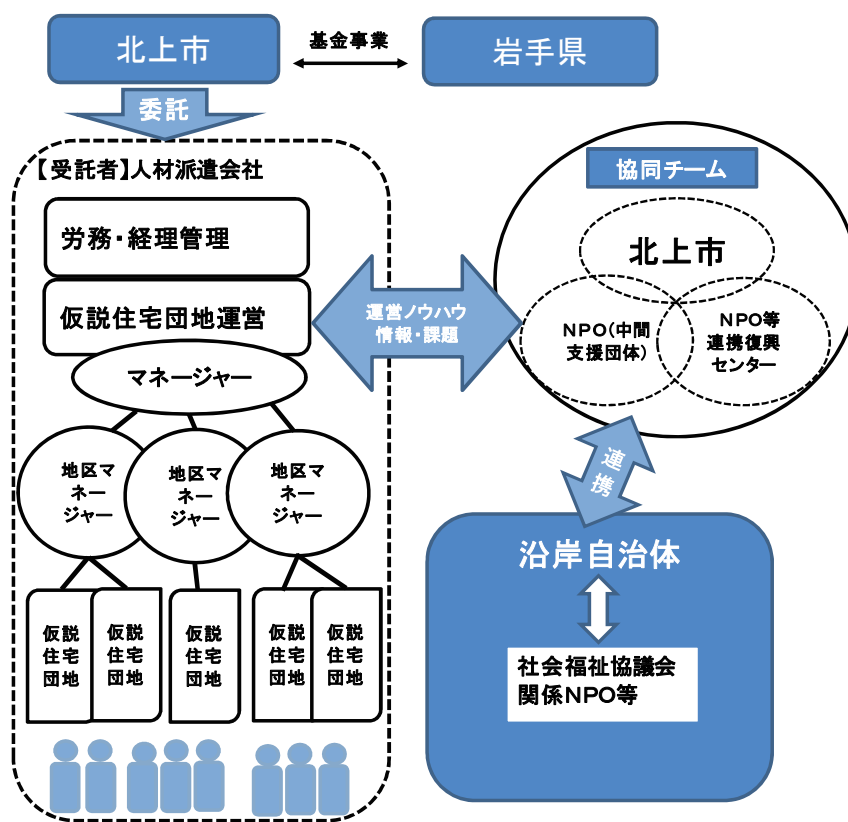 北上市
基金事業
岩手県
委託
【受託者】人材派遣会社
労務・経理管理
仮説住宅団地運営
マネージャー
地区マ
ネー
ジャー
地区マ
ネー
ジャー
地区マ
ネー
ジャー
仮説
住宅
団地
仮説
住宅
団地
仮説
住宅
団地
仮説
住宅
団地
仮説
住宅
団地
運営ノウハウ
情報・課題
協同チーム
北上市
NPO(中間
支援団体)
NPO等
連携復興
センター
連携
沿岸自治体
社会福祉協議会
関係NPO等